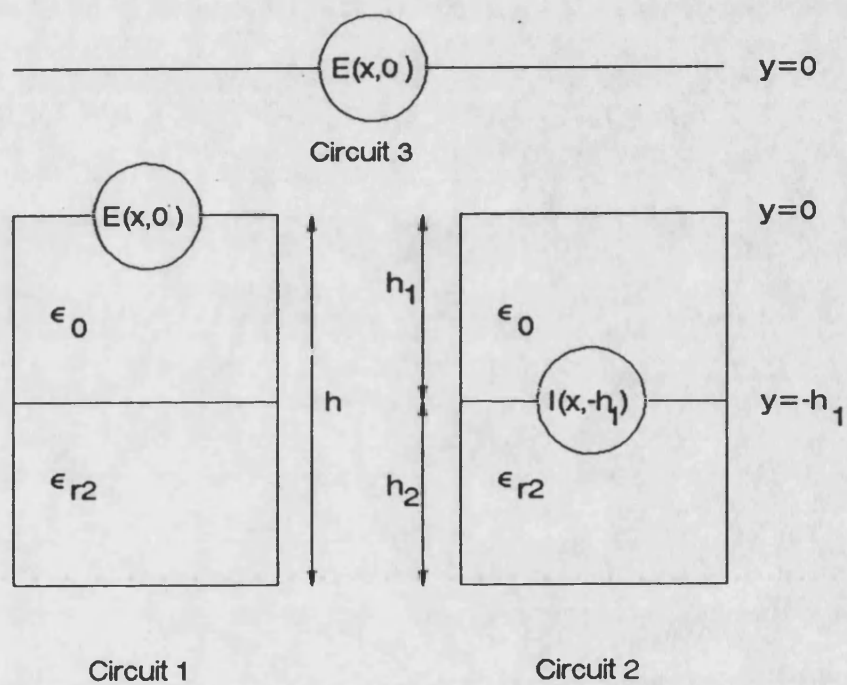 E(x,0)
y=0
Circuit 3
E(x,0)
y=0
h₁
ϵ₀
ϵ₀
h
I(x,-h₁)
y=-h₁
ϵr2
h₂
ϵr2
Circuit 1
Circuit 2